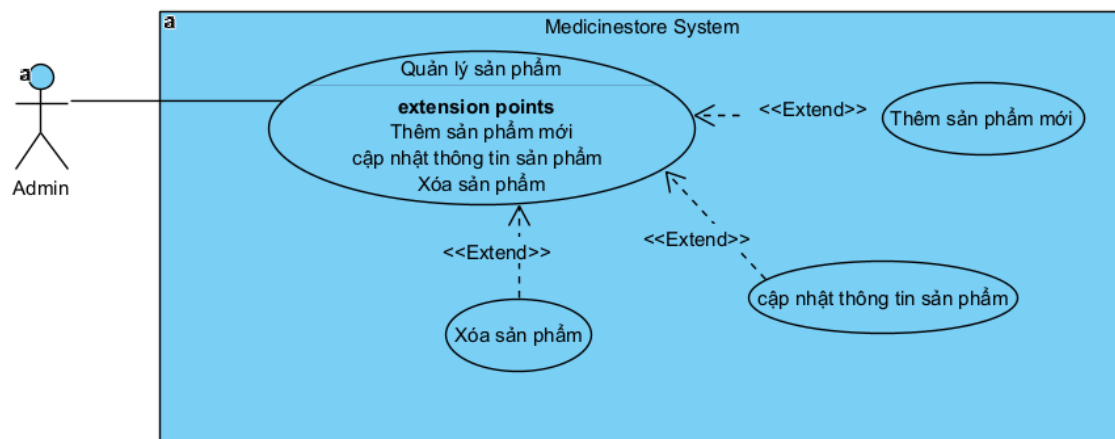 a
Medicinestore System
a
Admin
Quản lý sản phẩm
extension points
Thêm sản phẩm mới
cập nhật thông tin sản phẩm
Xóa sản phẩm
<<Extend>>
Thêm sản phẩm mới
<<Extend>>
<<Extend>>
cập nhật thông tin sản phẩm
Xóa sản phẩm